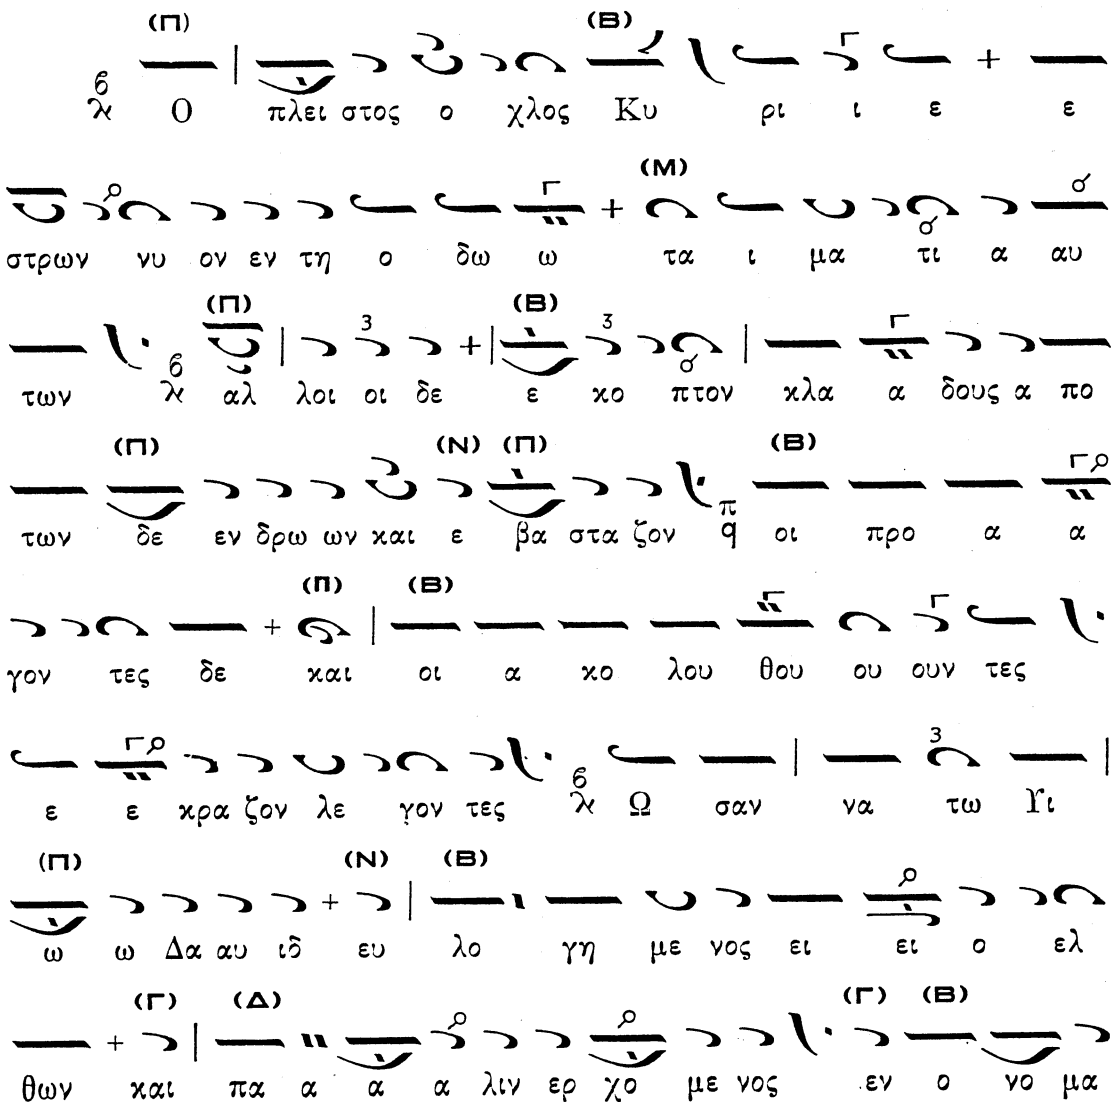 (Π) (Β)
Ο πλει στος ο χλος Κυ ρι ι ε ε
(Μ)
στρων νυ ον εν τη ο δω ω τα ι μα τι α αυ
(Π) (Β)
των αλ λοι οι δε ε κο πτον κλα α δους α πο
(Π) (Ν) (Π) (Β)
των δε εν δρω ων και ε βα στα ζον οι προ α α
(Π) (Β)
γον τες δε και οι α κο λου θου ου ουν τες
ε ε κρα ζον λε γον τες Ω σαν να τω Υι
(Π) (Ν) (Β)
ω ω Δα αυ ιδ ευ λο γη με νος ει ει ο ελ
(Γ) (Δ) (Γ) (Β)
θων και πα α α α λιν ερ χο με νος εν ο νο μα